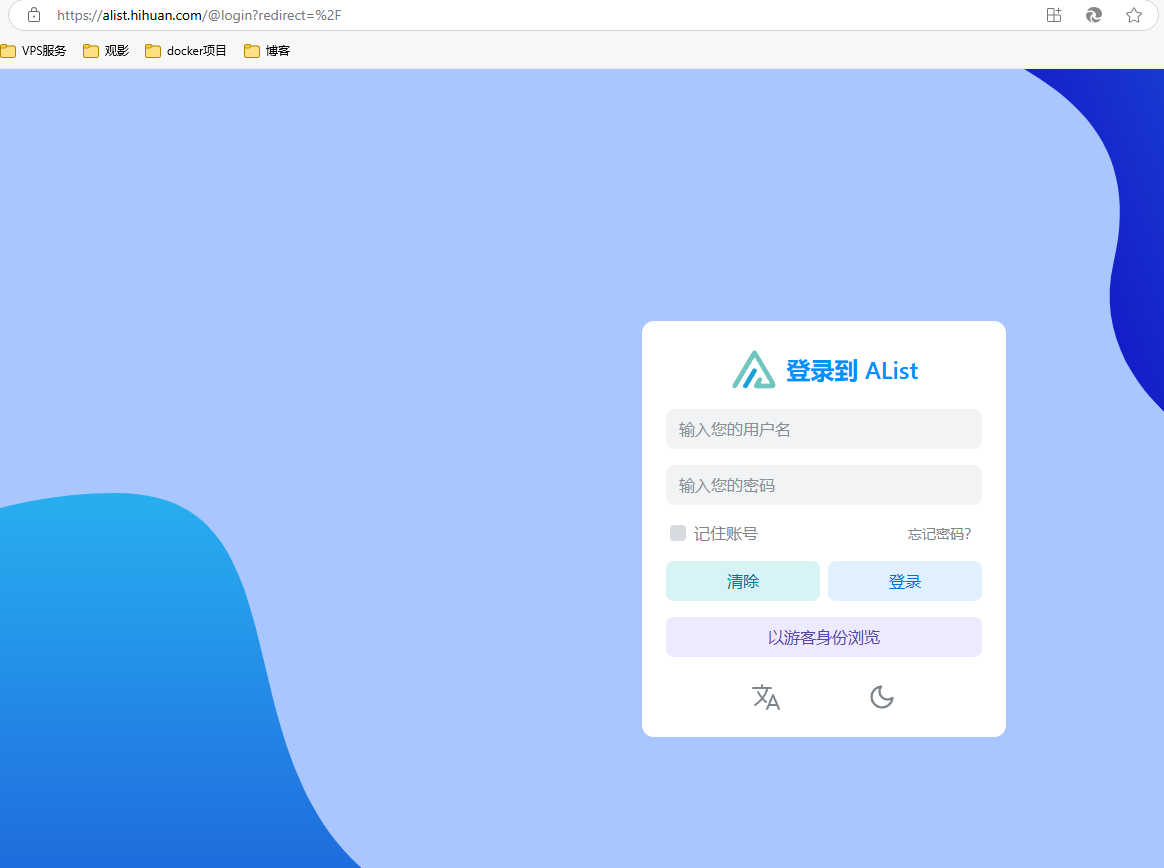 https://alist.hihuan.com/@login?redirect=%2F
VPS服务 观影 docker项目 博客
登录到 AList
输入您的用户名
输入您的密码
记住账号 忘记密码?
清除 登录
以游客身份浏览